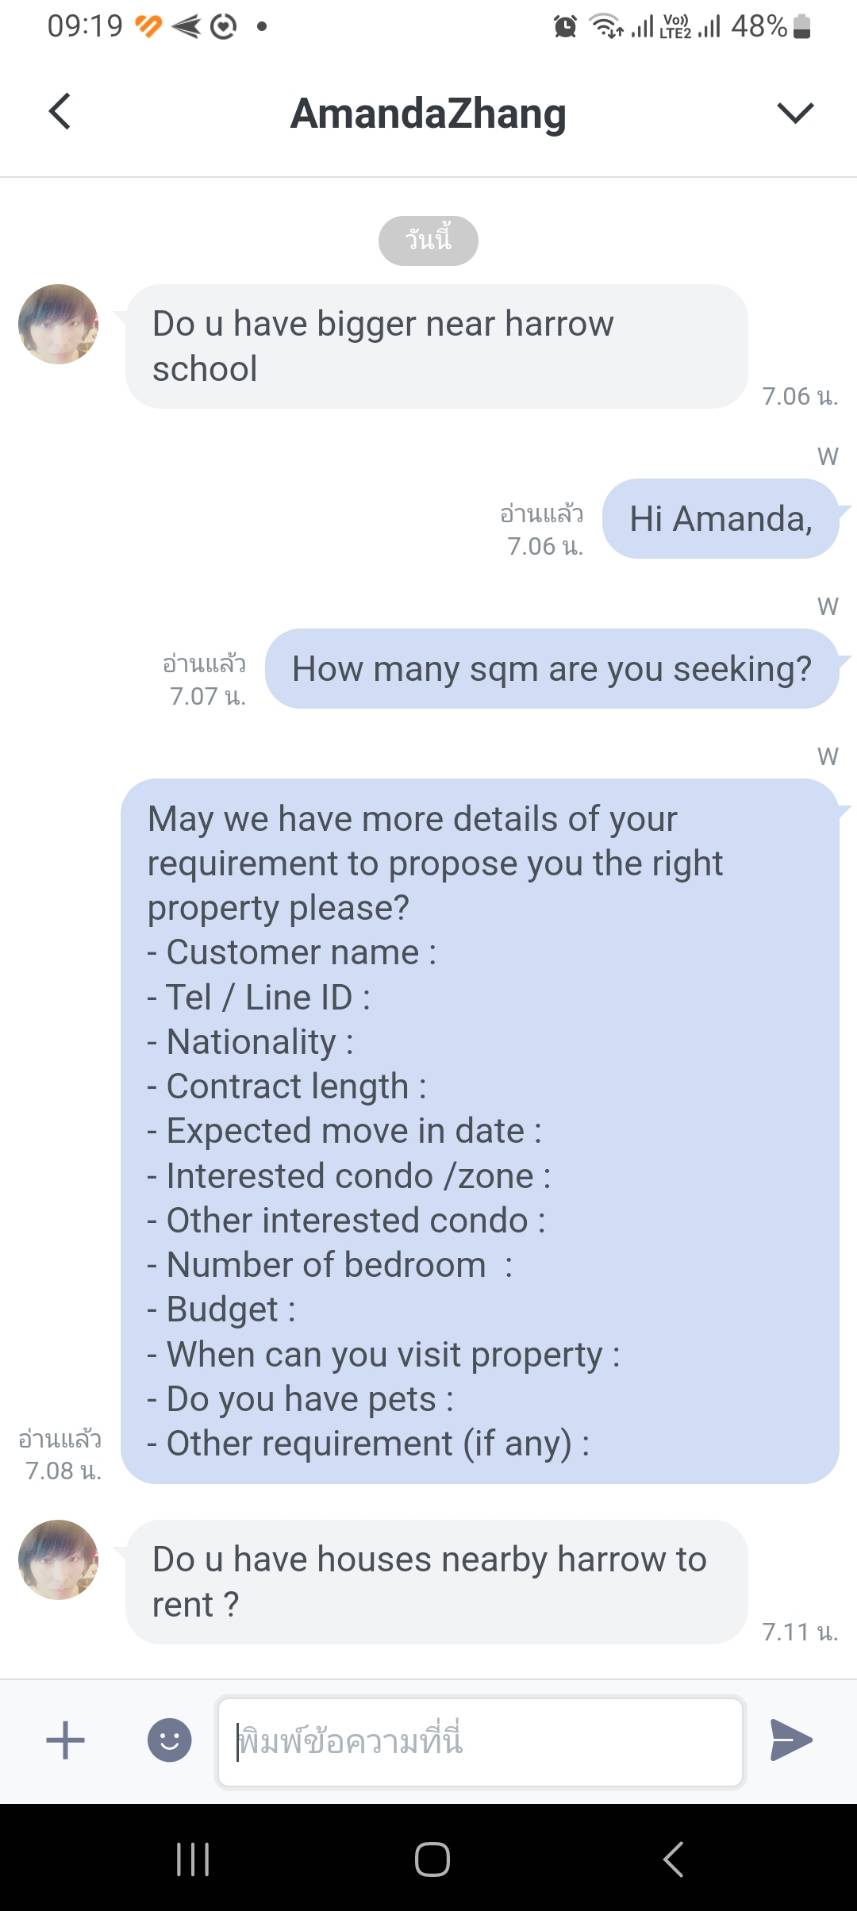 09:19
Vo))
LTE2
48%
AmandaZhang
วันนี้
Do u have bigger near harrow
school
7.06 น.
W
Hi Amanda,
อ่านแล้ว
7.06 น.
W
How many sqm are you seeking?
อ่านแล้ว
7.07 น.
W
May we have more details of your
requirement to propose you the right
property please?
- Customer name :
- Tel / Line ID :
- Nationality :
- Contract length :
- Expected move in date :
- Interested condo /zone :
- Other interested condo :
- Number of bedroom  :
- Budget :
- When can you visit property :
- Do you have pets :
- Other requirement (if any) :
อ่านแล้ว
7.08 น.
Do u have houses nearby harrow to
rent ?
7.11 น.
พิมพ์ข้อความที่นี่